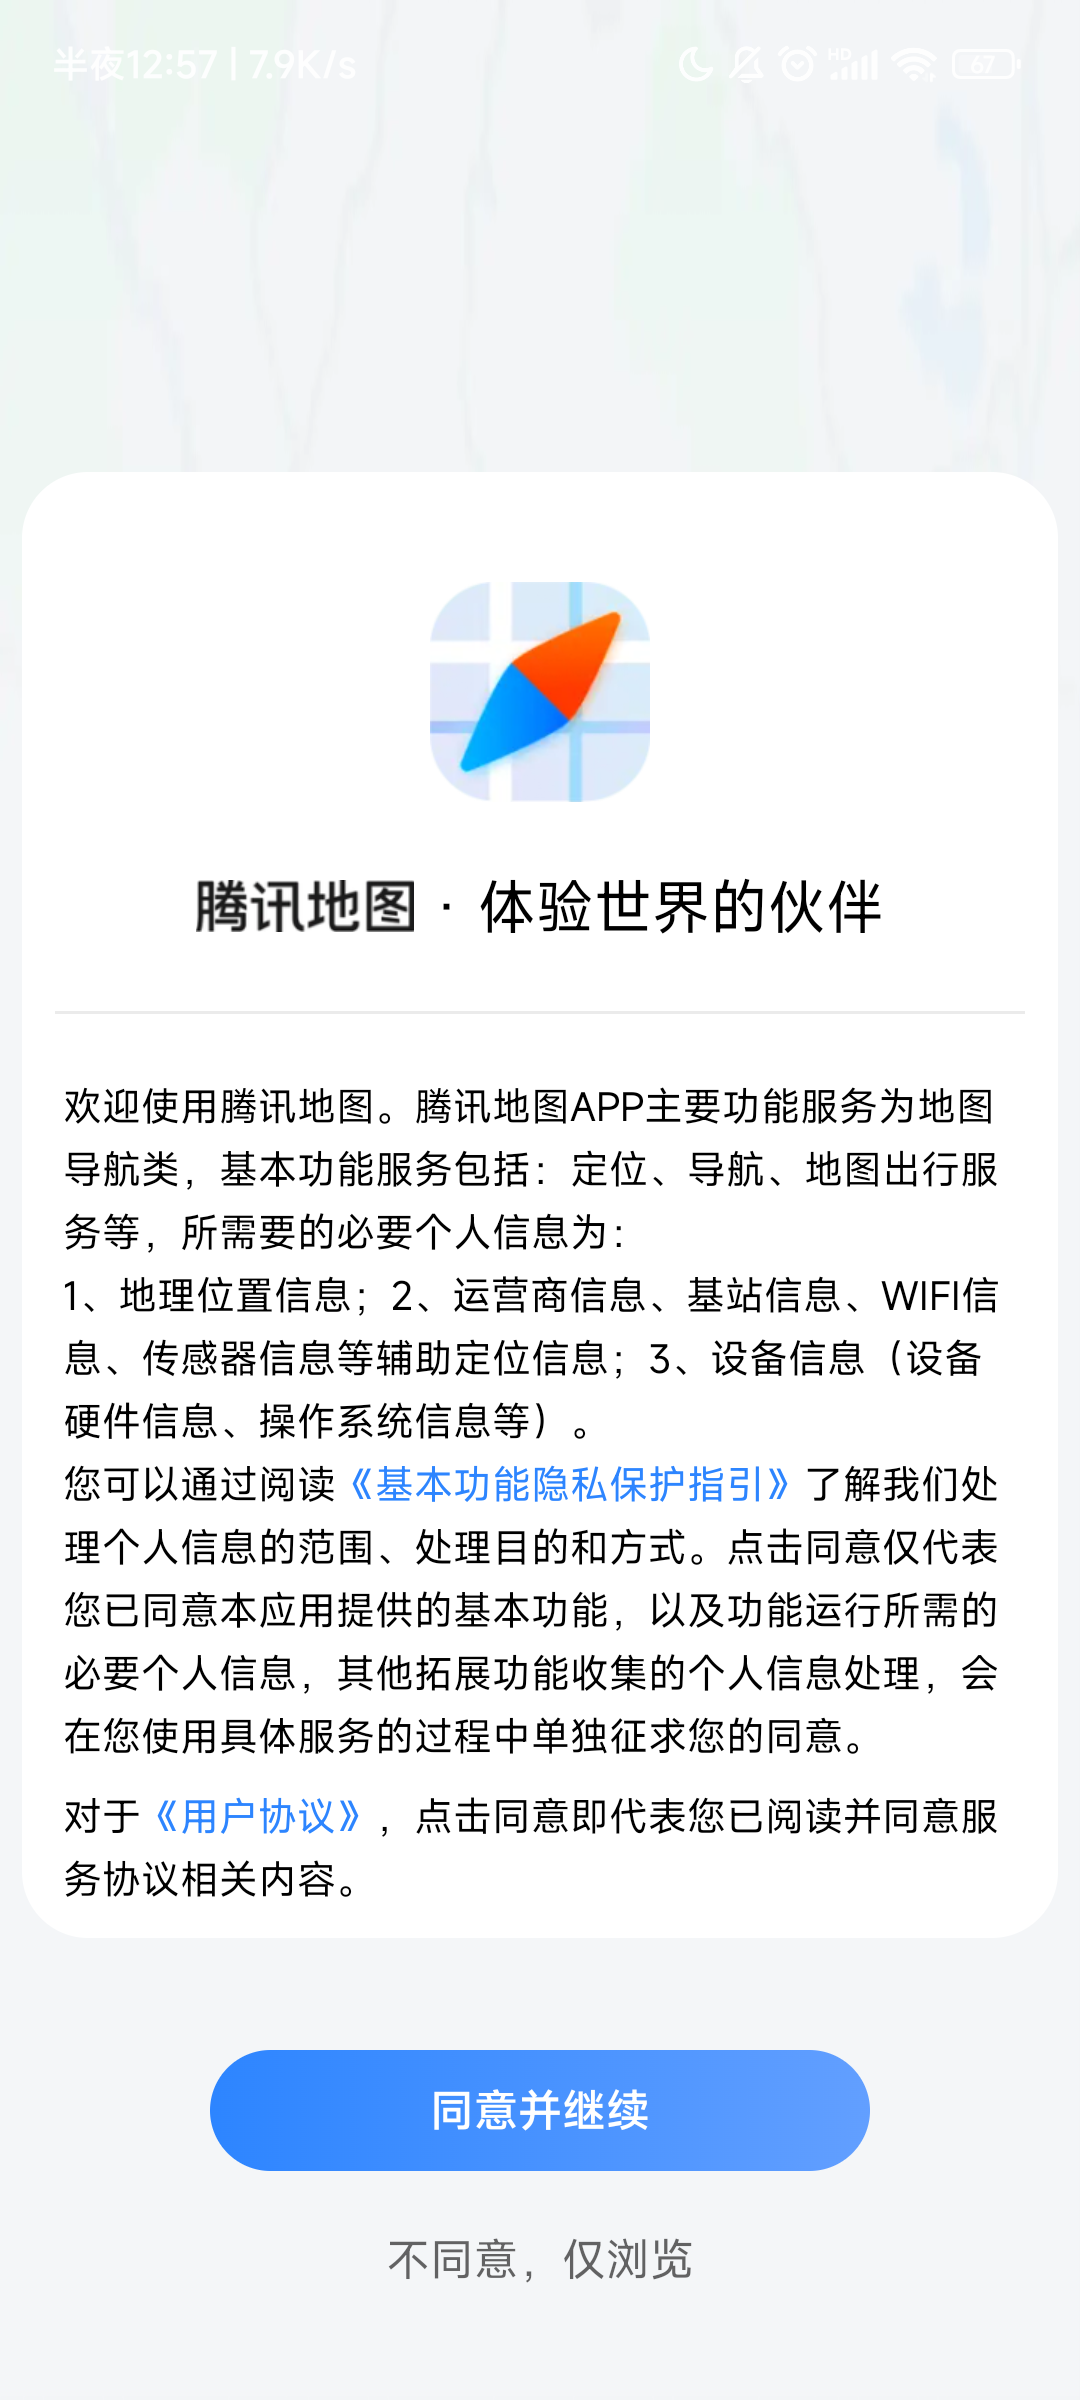 半夜12:57 | 7.9K/s
HD
67
腾讯地图 · 体验世界的伙伴
欢迎使用腾讯地图。腾讯地图APP主要功能服务为地图
导航类，基本功能服务包括：定位、导航、地图出行服
务等，所需要的必要个人信息为：
1、地理位置信息；2、运营商信息、基站信息、WIFI信
息、传感器信息等辅助定位信息；3、设备信息（设备
硬件信息、操作系统信息等）。
您可以通过阅读《基本功能隐私保护指引》了解我们处
理个人信息的范围、处理目的和方式。点击同意仅代表
您已同意本应用提供的基本功能，以及功能运行所需的
必要个人信息，其他拓展功能收集的个人信息处理，会
在您使用具体服务的过程中单独征求您的同意。
对于《用户协议》，点击同意即代表您已阅读并同意服
务协议相关内容。
同意并继续
不同意，仅浏览